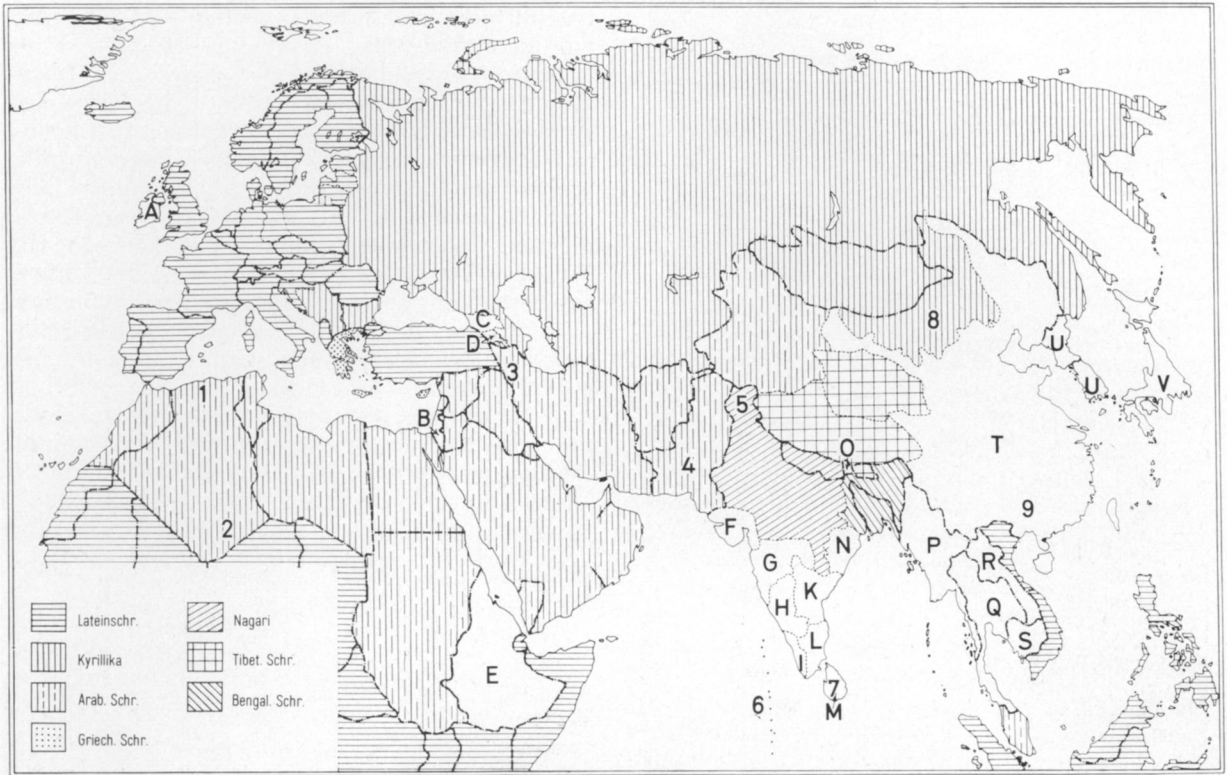 A
C
D
8
U
U
V
3
1
B
5
4
O
T
2
9
F
N
P
G
R
K
H
Q
L
S
E
I
7
6
M
Lateinschr.
Nagari
Kyrillika
Tibet. Schr.
Arab. Schr.
Bengal. Schr.
Griech. Schr.